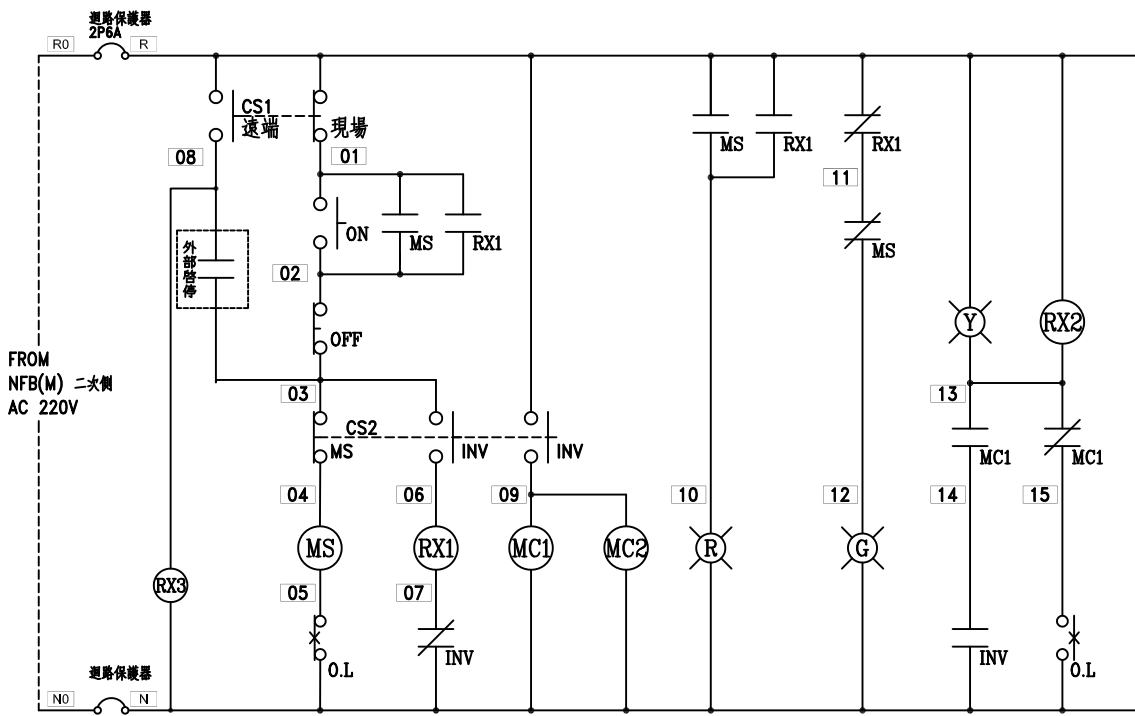 迴路保護器
2P6A
R0
R
CS1
遠端
現場
08
01
外部啓停
ON
MS
RX1
02
OFF
FROM
NFB(M) 二次側
AC 220V
03
CS2
MS
INV
INV
04
06
09
MS
RX1
MC1
MC2
RX3
05
07
O.L
INV
迴路保護器
N0
N
MS
RX1
RX1
11
MS
10
12
R
G
Y
RX2
13
MC1
MC1
14
15
INV
O.L